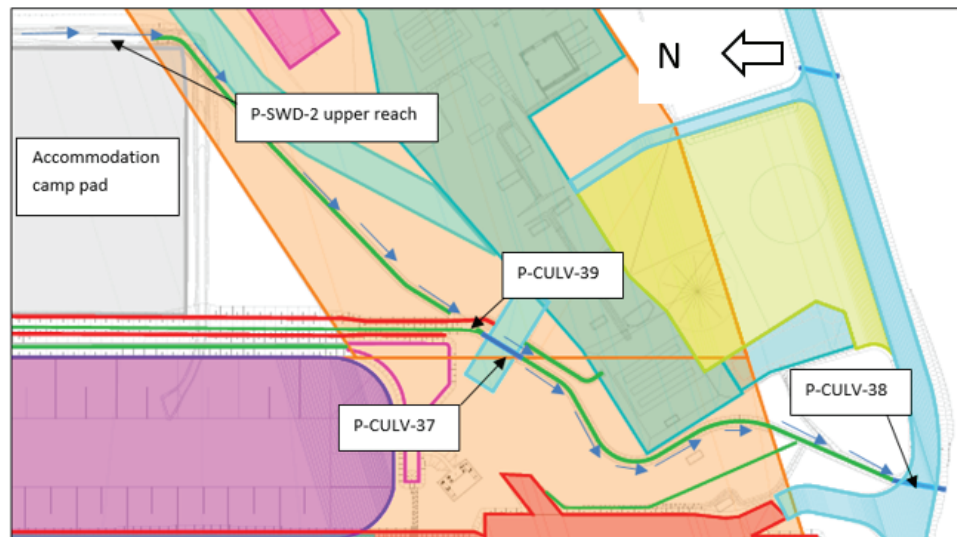 N
P-SWD-2 upper reach
Accommodation
camp pad
P-CULV-39
P-CULV-38
P-CULV-37